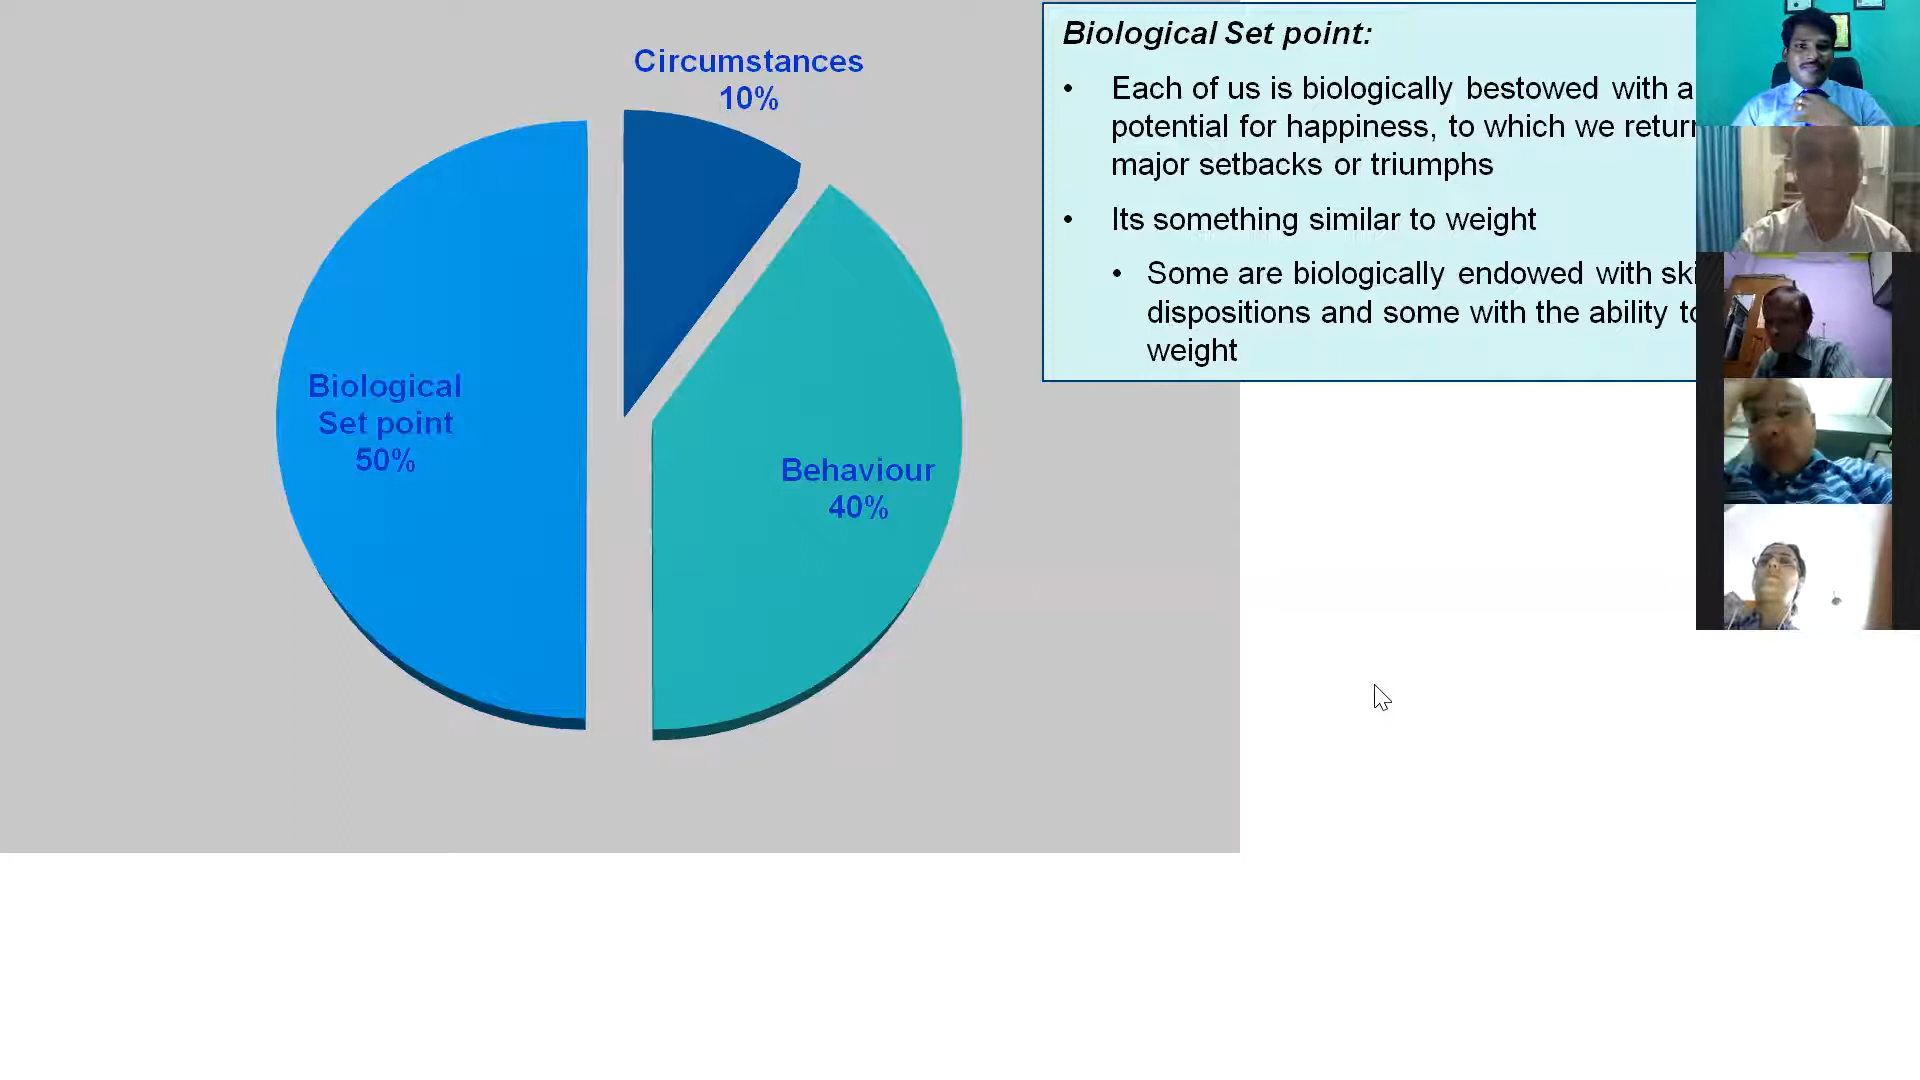 Circumstances
10%
Biological
Set point
50%
Behaviour
40%
Biological Set point:
• Each of us is biologically bestowed with a
potential for happiness, to which we return
major setbacks or triumphs
• Its something similar to weight
• Some are biologically endowed with
dispositions and some with the ability to
weight